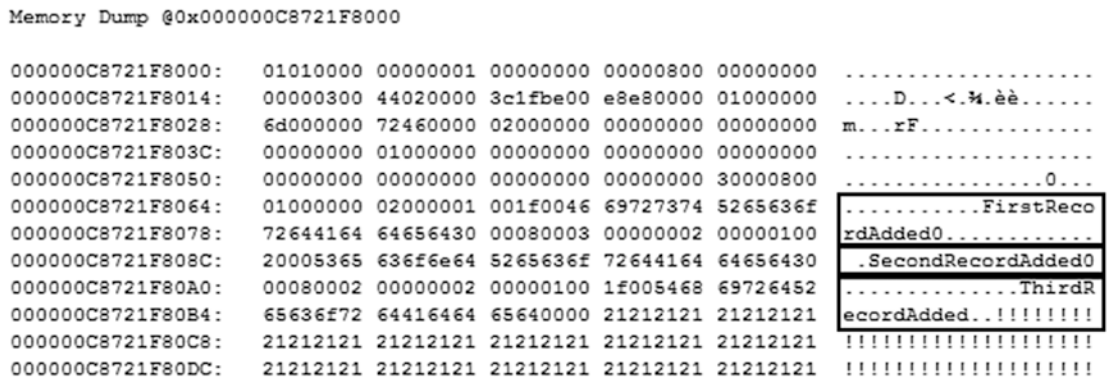 Memory Dump @0x000000C8721F8000
000000C8721F8000: 01010000 00000001 00000000 00000800 00000000 ....................
000000C8721F8014: 00000300 44020000 3c1fbe00 e8e80000 01000000 ....D...<.¾.èè......
000000C8721F8028: 6d000000 72460000 02000000 00000000 00000000 m...rF..............
000000C8721F803C: 00000000 01000000 00000000 00000000 00000000 ....................
000000C8721F8050: 00000000 00000000 00000000 00000000 30000800 ................0...
000000C8721F8064: 01000000 02000001 001f0046 69727374 5265636f ...........FirstReco
000000C8721F8078: 72644164 64656430 00080003 00000002 00000100 rdAdded0............
000000C8721F808C: 20005365 636f6e64 5265636f 72644164 64656430 .SecondRecordAdded0
000000C8721F80A0: 00080002 00000002 00000100 1f005468 69726452 ..............ThirdR
000000C8721F80B4: 65636f72 64416464 65640000 21212121 21212121 ecordAdded..!!!!!!!!
000000C8721F80C8: 21212121 21212121 21212121 21212121 21212121 !!!!!!!!!!!!!!!!!!!!
000000C8721F80DC: 21212121 21212121 21212121 21212121 21212121 !!!!!!!!!!!!!!!!!!!!